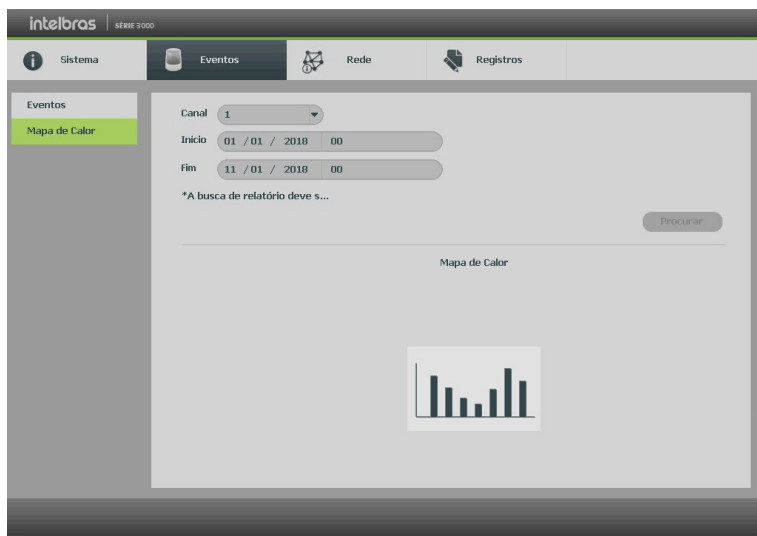 intelbras SÉRIE 3000
Sistema Eventos Rede Registros
Eventos
Mapa de Calor
Canal 1
Início 01 / 01 / 2018 00
Fim 11 / 01 / 2018 00
*A busca de relatório deve s...
Procurar
Mapa de Calor